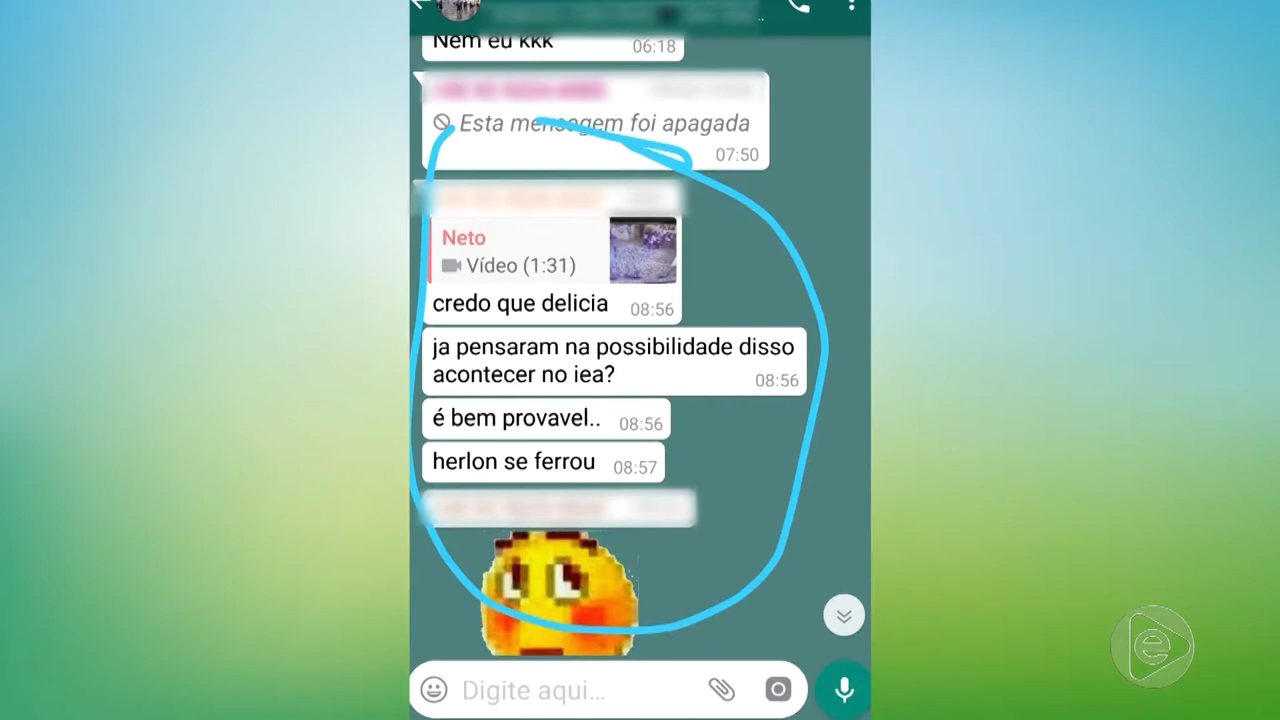 Nem eu kkk 06:18
Esta mensagem foi apagada
07:50
Neto
Vídeo (1:31)
credo que delicia 08:56
ja pensaram na possibilidade disso
acontecer no iea? 08:56
é bem provavel.. 08:56
herlon se ferrou 08:57
Digite aqui...
e